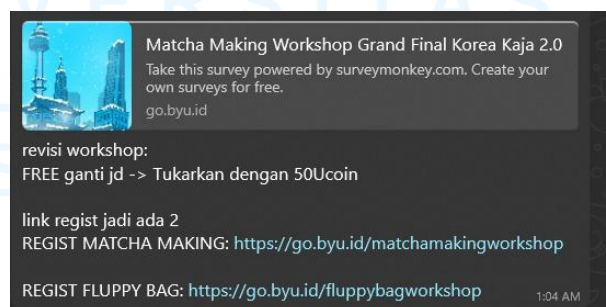 VERSITAS
Matcha Making Workshop Grand Final Korea Kaja 2.0
Take this survey powered by surveymonkey.com. Create your
own surveys for free.
go.byu.id
revisi workshop:
FREE ganti jd -> Tukarkan dengan 50Ucoin
link regist jadi ada 2
REGIST MATCHA MAKING: https://go.byu.id/matchamakingworkshop
REGIST FLUPPY BAG: https://go.byu.id/fluppybagworkshop
1:04 AM